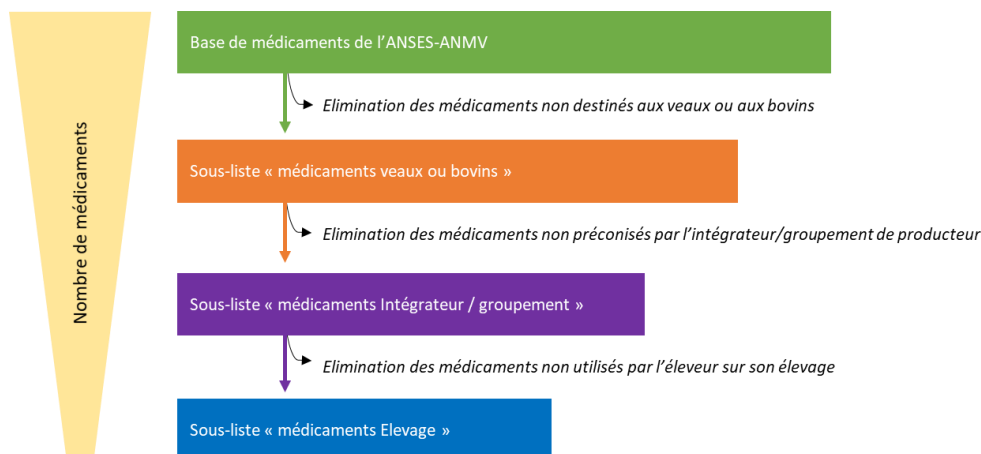 Base de médicaments de l'ANSES-ANMV
Elimination des médicaments non destinés aux veaux ou aux bovins
Sous-liste « médicaments veaux ou bovins »
Elimination des médicaments non préconisés par l'intégrateur/groupement de producteur
Nombre de médicaments
Sous-liste « médicaments Intégrateur / groupement »
Elimination des médicaments non utilisés par l'éleveur sur son élevage
Sous-liste « médicaments Elevage »